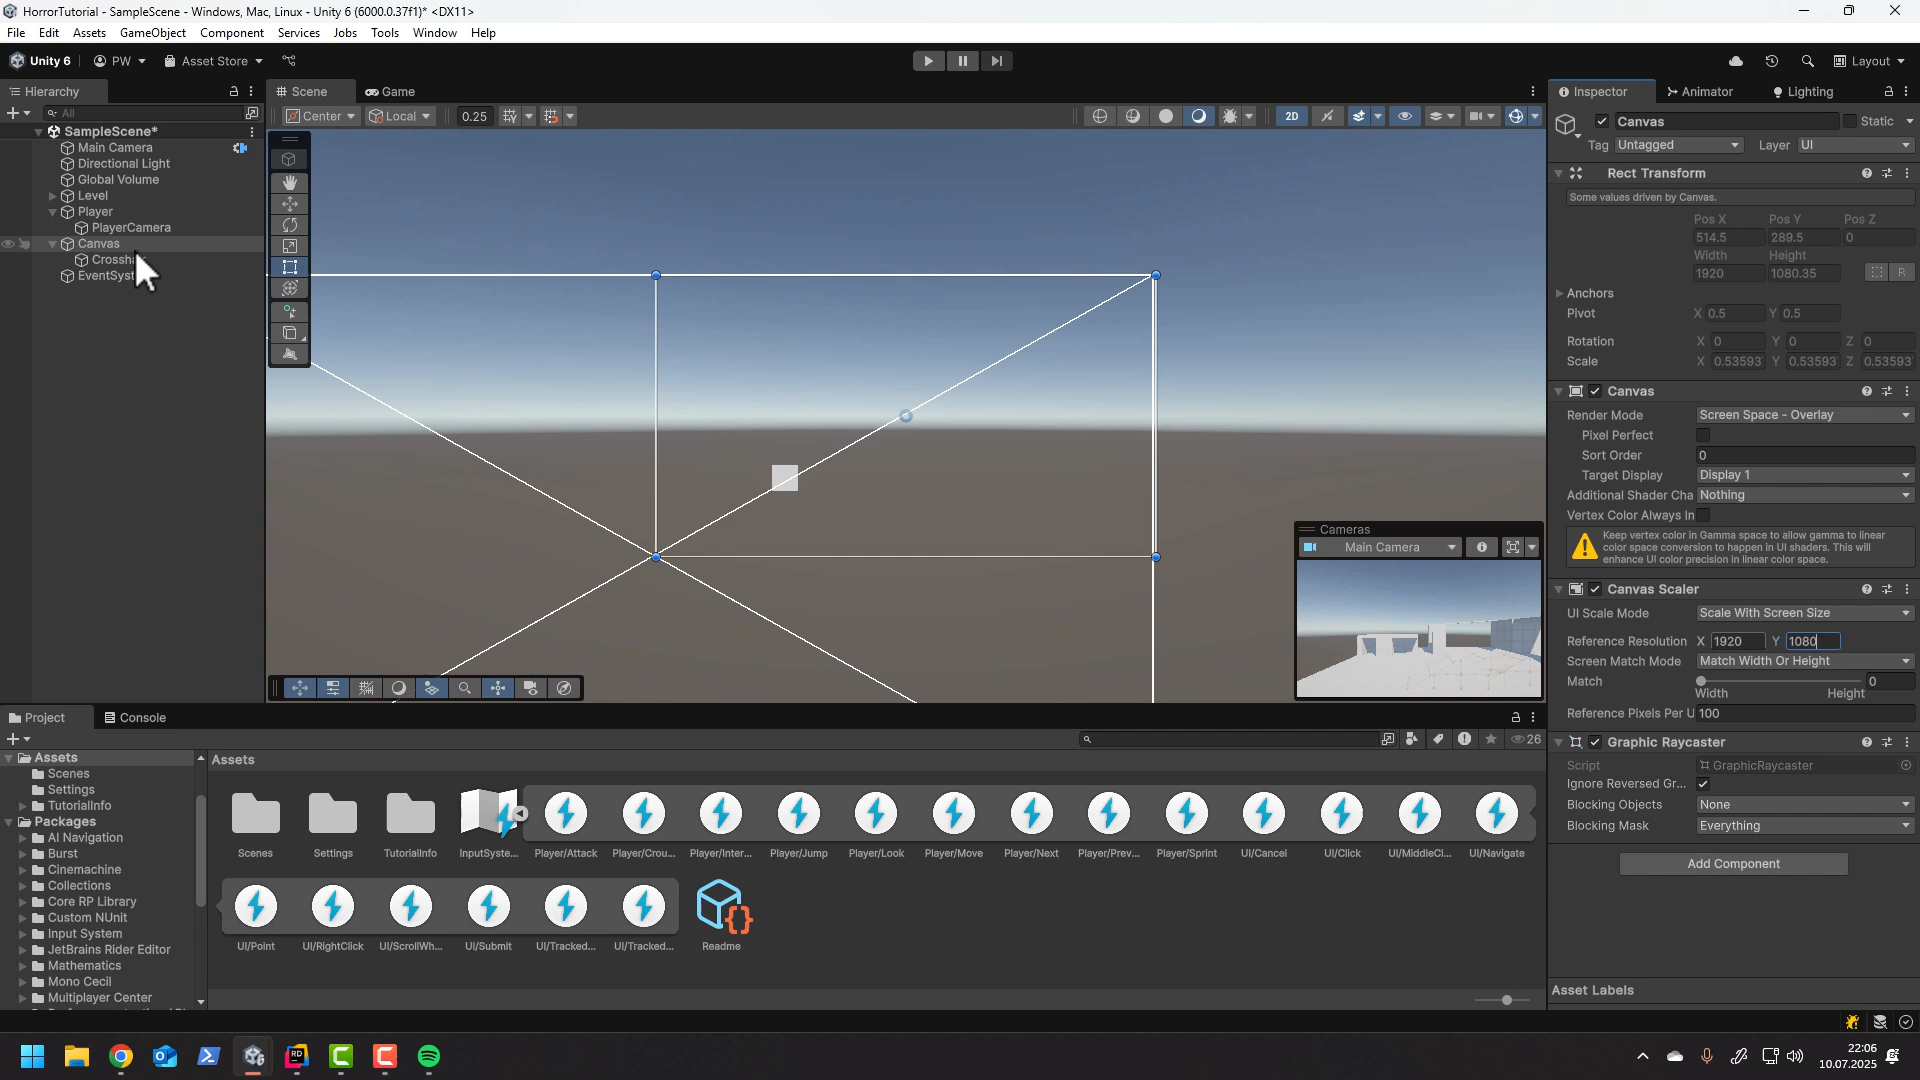 HorrorTutorial - SampleScene - Windows, Mac, Linux - Unity 6 (6000.0.37f1)* <DX11>
File Edit Assets GameObject Component Services Jobs Tools Window Help
Unity 6 PW Asset Store Layout
Hierarchy
All
SampleScene*
Main Camera
Directional Light
Global Volume
Level
Player
PlayerCamera
Canvas
EventSyst
Scene Game
Center Local 0.25 2D
Cameras
Main Camera
Inspector Animator Lighting
Canvas Static
Tag Untagged Layer UI
Rect Transform
Some values driven by Canvas.
Pos X Pos Y Pos Z
514.5 289.5 0
Width Height
1920 1080.35 R
Anchors
Pivot X 0.5 Y 0.5
Rotation X 0 Y 0 Z 0
Scale X 0.53593 Y 0.53593 Z 0.53593
Canvas
Render Mode Screen Space - Overlay
Pixel Perfect
Sort Order 0
Target Display Display 1
Additional Shader Cha Nothing
Vertex Color Always In
Keep vertex color in Gamma space to allow gamma to linear
color space conversion to happen in UI shaders. This will
enhance UI color precision in linear color space.
Canvas Scaler
UI Scale Mode Scale With Screen Size
Reference Resolution X 1920 Y 1080
Screen Match Mode Match Width Or Height
Match 0
Width Height
Reference Pixels Per U 100
Graphic Raycaster
Script GraphicRaycaster
Ignore Reversed Gr...
Blocking Objects None
Blocking Mask Everything
Add Component
Asset Labels
Project Console
26
Assets
Scenes
Settings
TutorialInfo
Packages
AI Navigation
Burst
Cinemachine
Collections
Core RP Library
Custom NUnit
Input System
JetBrains Rider Editor
Mathematics
Mono Cecil
Multiplayer Center
Assets
Scenes Settings TutorialInfo InputSyste... Player/Attack Player/Crou... Player/Inter... Player/Jump Player/Look Player/Move Player/Next Player/Prev... Player/Sprint UI/Cancel UI/Click UI/MiddleCl... UI/Navigate
UI/Point UI/RightClick UI/ScrollWh... UI/Submit UI/Tracked... UI/Tracked... Readme
22:06
10.07.2025